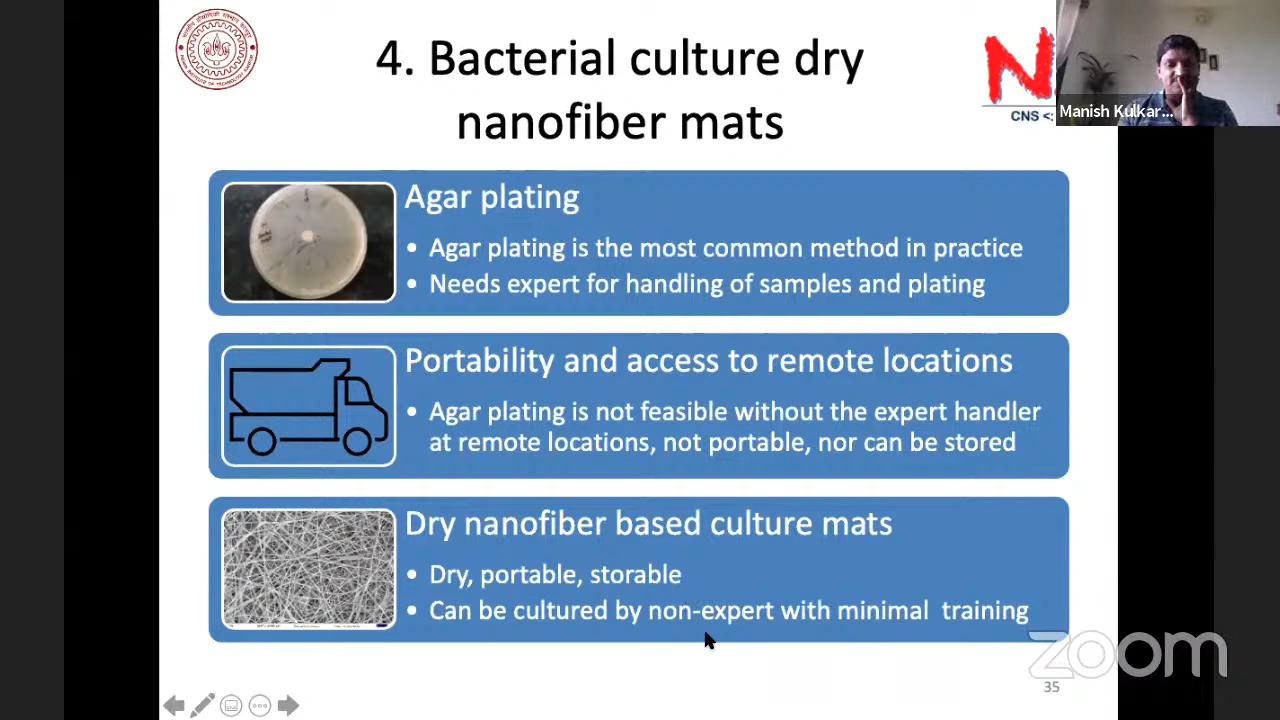 4. Bacterial culture dry
nanofiber mats
CNS <:
Manish Kulkar...
Agar plating
• Agar plating is the most common method in practice
• Needs expert for handling of samples and plating
Portability and access to remote locations
• Agar plating is not feasible without the expert handler
at remote locations, not portable, nor can be stored
Dry nanofiber based culture mats
• Dry, portable, storable
• Can be cultured by non-expert with minimal training
zoom
35